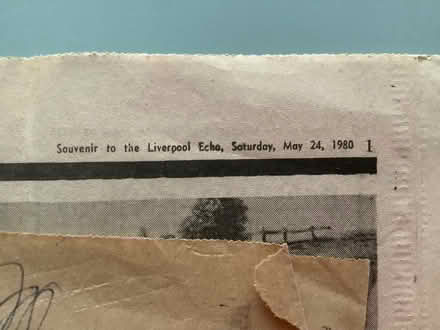 Souvenir to the Liverpool Echo, Saturday, May 24, 1980 1